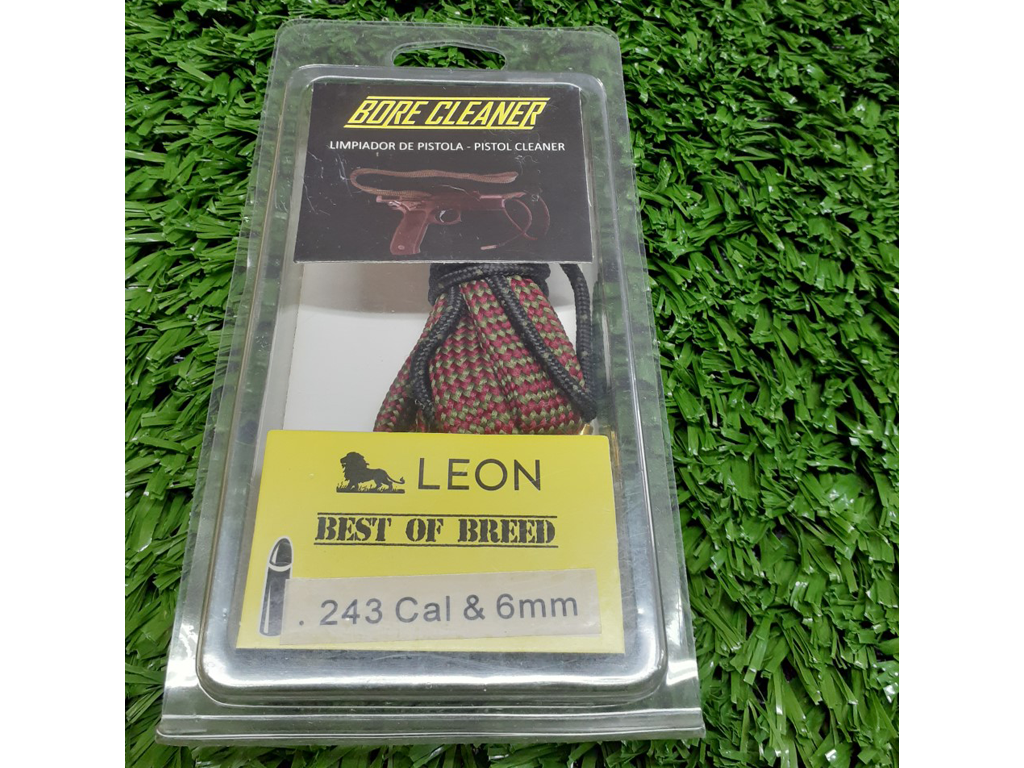 BORE CLEANER
LIMPIADOR DE PISTOLA - PISTOL CLEANER
LEON
BEST OF BREED
. 243 Cal & 6mm